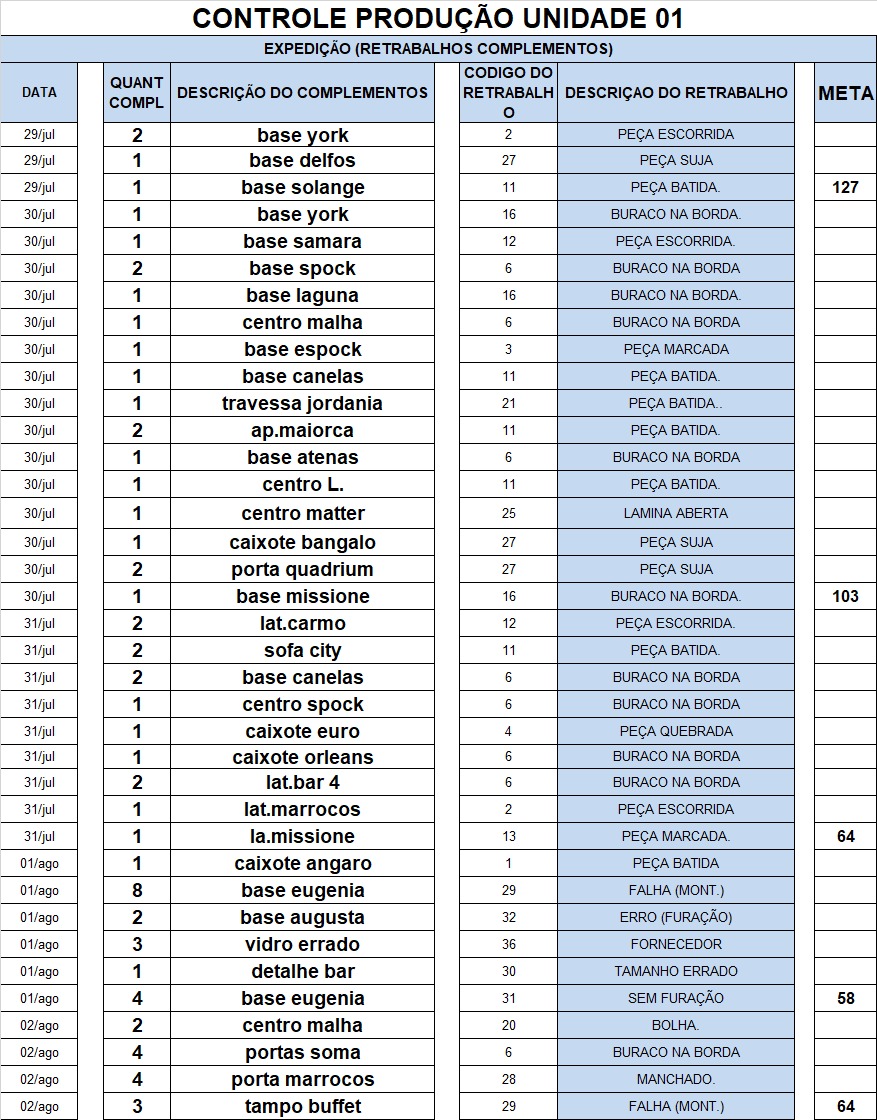 CONTROLE PRODUÇÃO UNIDADE 01
EXPEDIÇÃO (RETRABALHOS COMPLEMENTOS)
DATA QUANT COMPL DESCRIÇÃO DO COMPLEMENTOS CODIGO DO RETRABALHO DESCRIÇAO DO RETRABALHO META
29/jul 2 base york 2 PEÇA ESCORRIDA
29/jul 1 base delfos 27 PEÇA SUJA
29/jul 1 base solange 11 PEÇA BATIDA. 127
30/jul 1 base york 16 BURACO NA BORDA.
30/jul 1 base samara 12 PEÇA ESCORRIDA.
30/jul 2 base spock 6 BURACO NA BORDA
30/jul 1 base laguna 16 BURACO NA BORDA.
30/jul 1 centro malha 6 BURACO NA BORDA
30/jul 1 base espock 3 PEÇA MARCADA
30/jul 1 base canelas 11 PEÇA BATIDA.
30/jul 1 travessa jordania 21 PEÇA BATIDA..
30/jul 2 ap.maiorca 11 PEÇA BATIDA.
30/jul 1 base atenas 6 BURACO NA BORDA
30/jul 1 centro L. 11 PEÇA BATIDA.
30/jul 1 centro matter 25 LAMINA ABERTA
30/jul 1 caixote bangalo 27 PEÇA SUJA
30/jul 2 porta quadrium 27 PEÇA SUJA
30/jul 1 base missione 16 BURACO NA BORDA. 103
31/jul 2 lat.carmo 12 PEÇA ESCORRIDA.
31/jul 2 sofa city 11 PEÇA BATIDA.
31/jul 2 base canelas 6 BURACO NA BORDA
31/jul 1 centro spock 6 BURACO NA BORDA
31/jul 1 caixote euro 4 PEÇA QUEBRADA
31/jul 1 caixote orleans 6 BURACO NA BORDA
31/jul 2 lat.bar 4 6 BURACO NA BORDA
31/jul 1 lat.marrocos 2 PEÇA ESCORRIDA
31/jul 1 la.missione 13 PEÇA MARCADA. 64
01/ago 1 caixote angaro 1 PEÇA BATIDA
01/ago 8 base eugenia 29 FALHA (MONT.)
01/ago 2 base augusta 32 ERRO (FURAÇÃO)
01/ago 3 vidro errado 36 FORNECEDOR
01/ago 1 detalhe bar 30 TAMANHO ERRADO
01/ago 4 base eugenia 31 SEM FURAÇÃO 58
02/ago 2 centro malha 20 BOLHA.
02/ago 4 portas soma 6 BURACO NA BORDA
02/ago 4 porta marrocos 28 MANCHADO.
02/ago 3 tampo buffet 29 FALHA (MONT.) 64